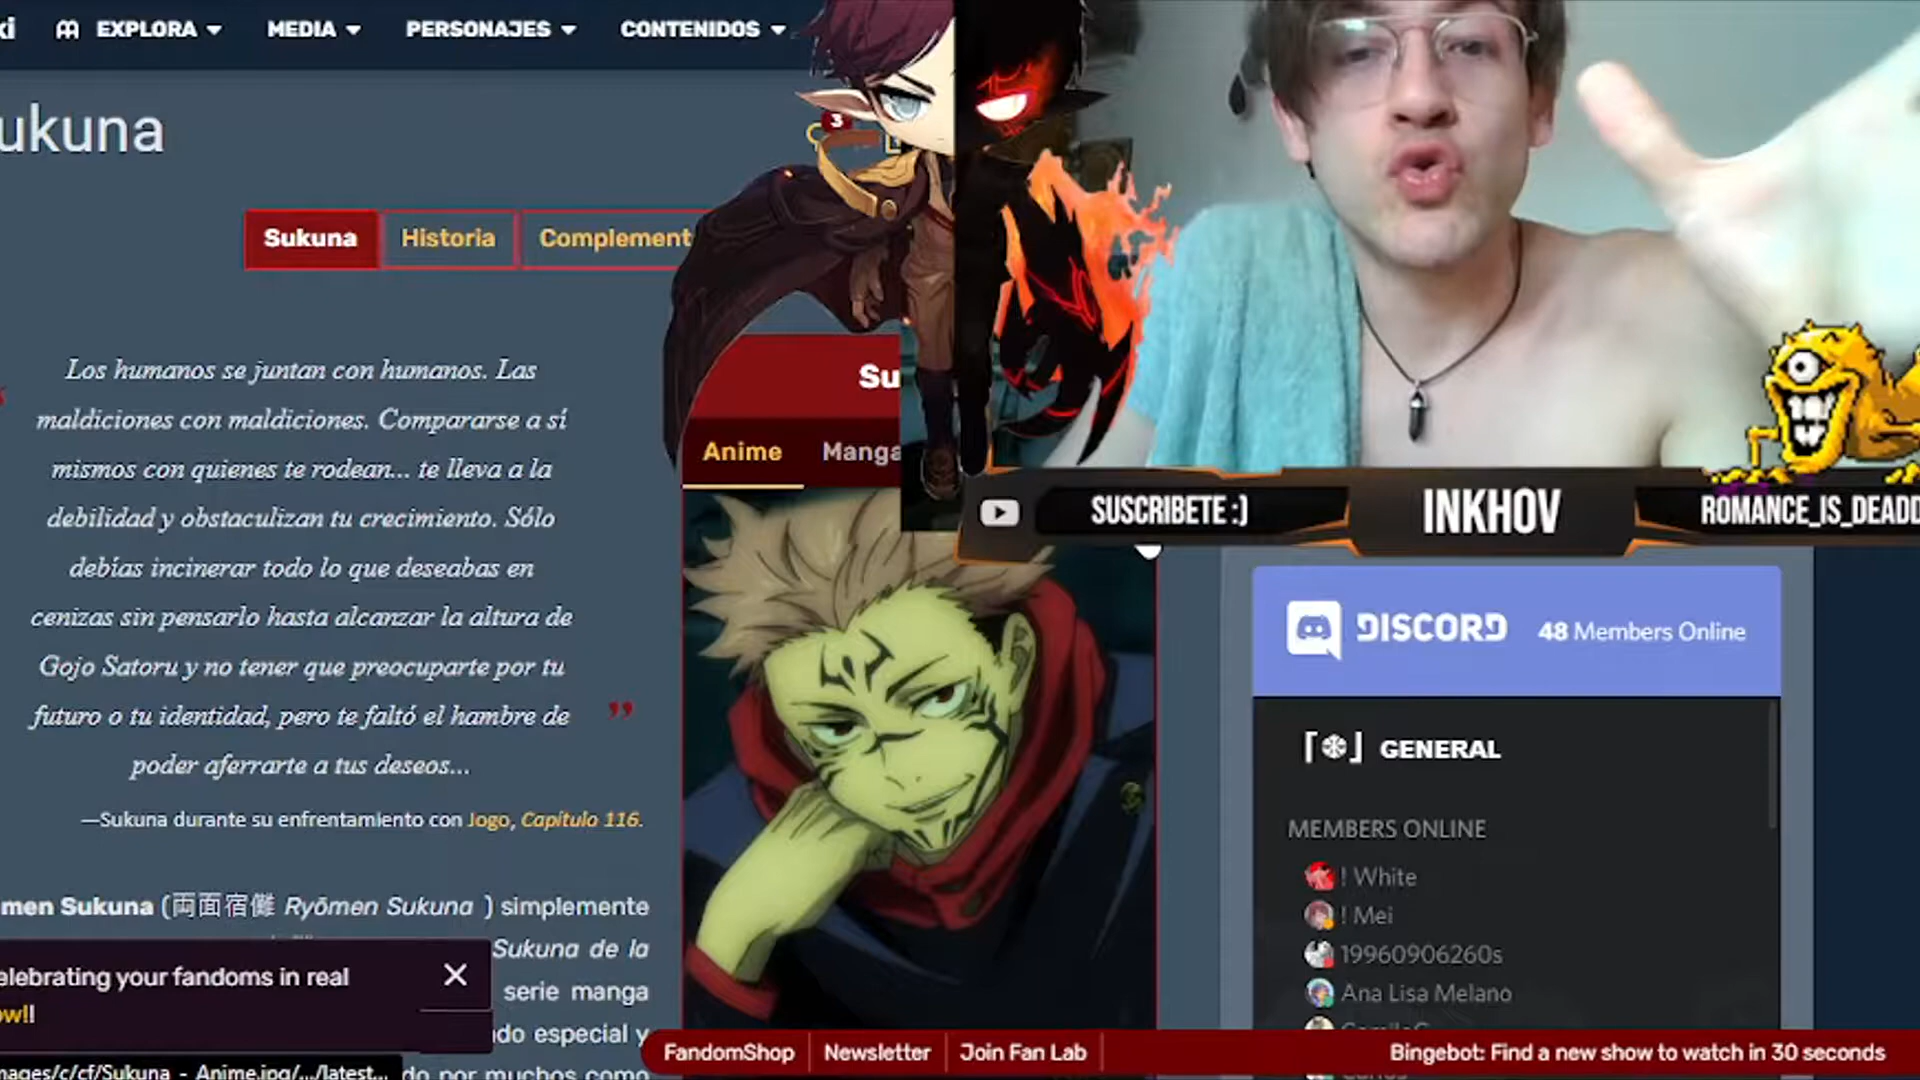 EXPLORA
MEDIA
PERSONAJES
CONTENIDOS
ukuna
3
Sukuna
Historia
Complement
Los humanos se juntan con humanos. Las
maldiciones con maldiciones. Compararse a sí
mismos con quienes te rodean... te lleva a la
debilidad y obstaculizan tu crecimiento. Sólo
debías incinerar todo lo que deseabas en
cenizas sin pensarlo hasta alcanzar la altura de
Gojo Satoru y no tener que preocuparte por tu
futuro o tu identidad, pero te faltó el hambre de
poder aferrarte a tus deseos... ”
—Sukuna durante su enfrentamiento con Jogo, Capítulo 116.
men Sukuna (両面宿儺 Ryōmen Sukuna ) simplemente
Sukuna de la
serie manga
do especial y
do por muchos como
elebrating your fandoms in real
ow!!
mages/c/cf/Sukuna_-_Anime.jpg/.../latest...
Su
Anime
Manga
SUSCRIBETE :)
INKHOV
ROMANCE_IS_DEADD
DISCORD
48 Members Online
「❄」 GENERAL
MEMBERS ONLINE
! White
! Mei
19960906260s
Ana Lisa Melano
FandomShop
Newsletter
Join Fan Lab
Bingebot: Find a new show to watch in 30 seconds